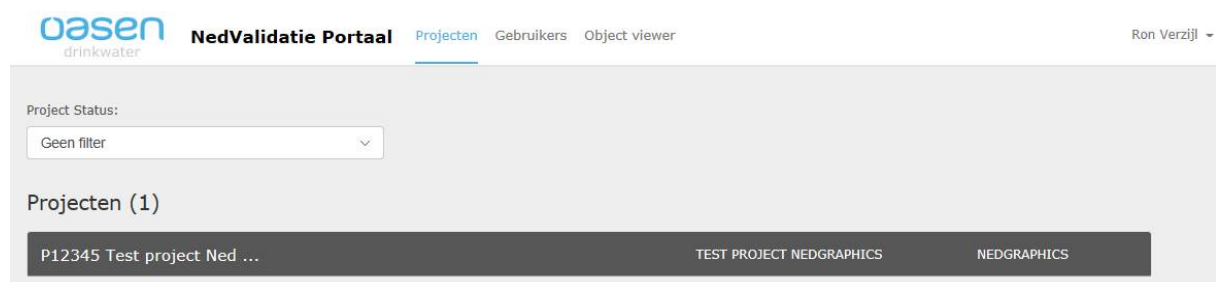 oasen
drinkwater
NedValidatie Portaal Projecten Gebruikers Object viewer Ron Verzijl
Project Status:
Geen filter
Projecten (1)
P12345 Test project Ned ... TEST PROJECT NEDGRAPHICS NEDGRAPHICS